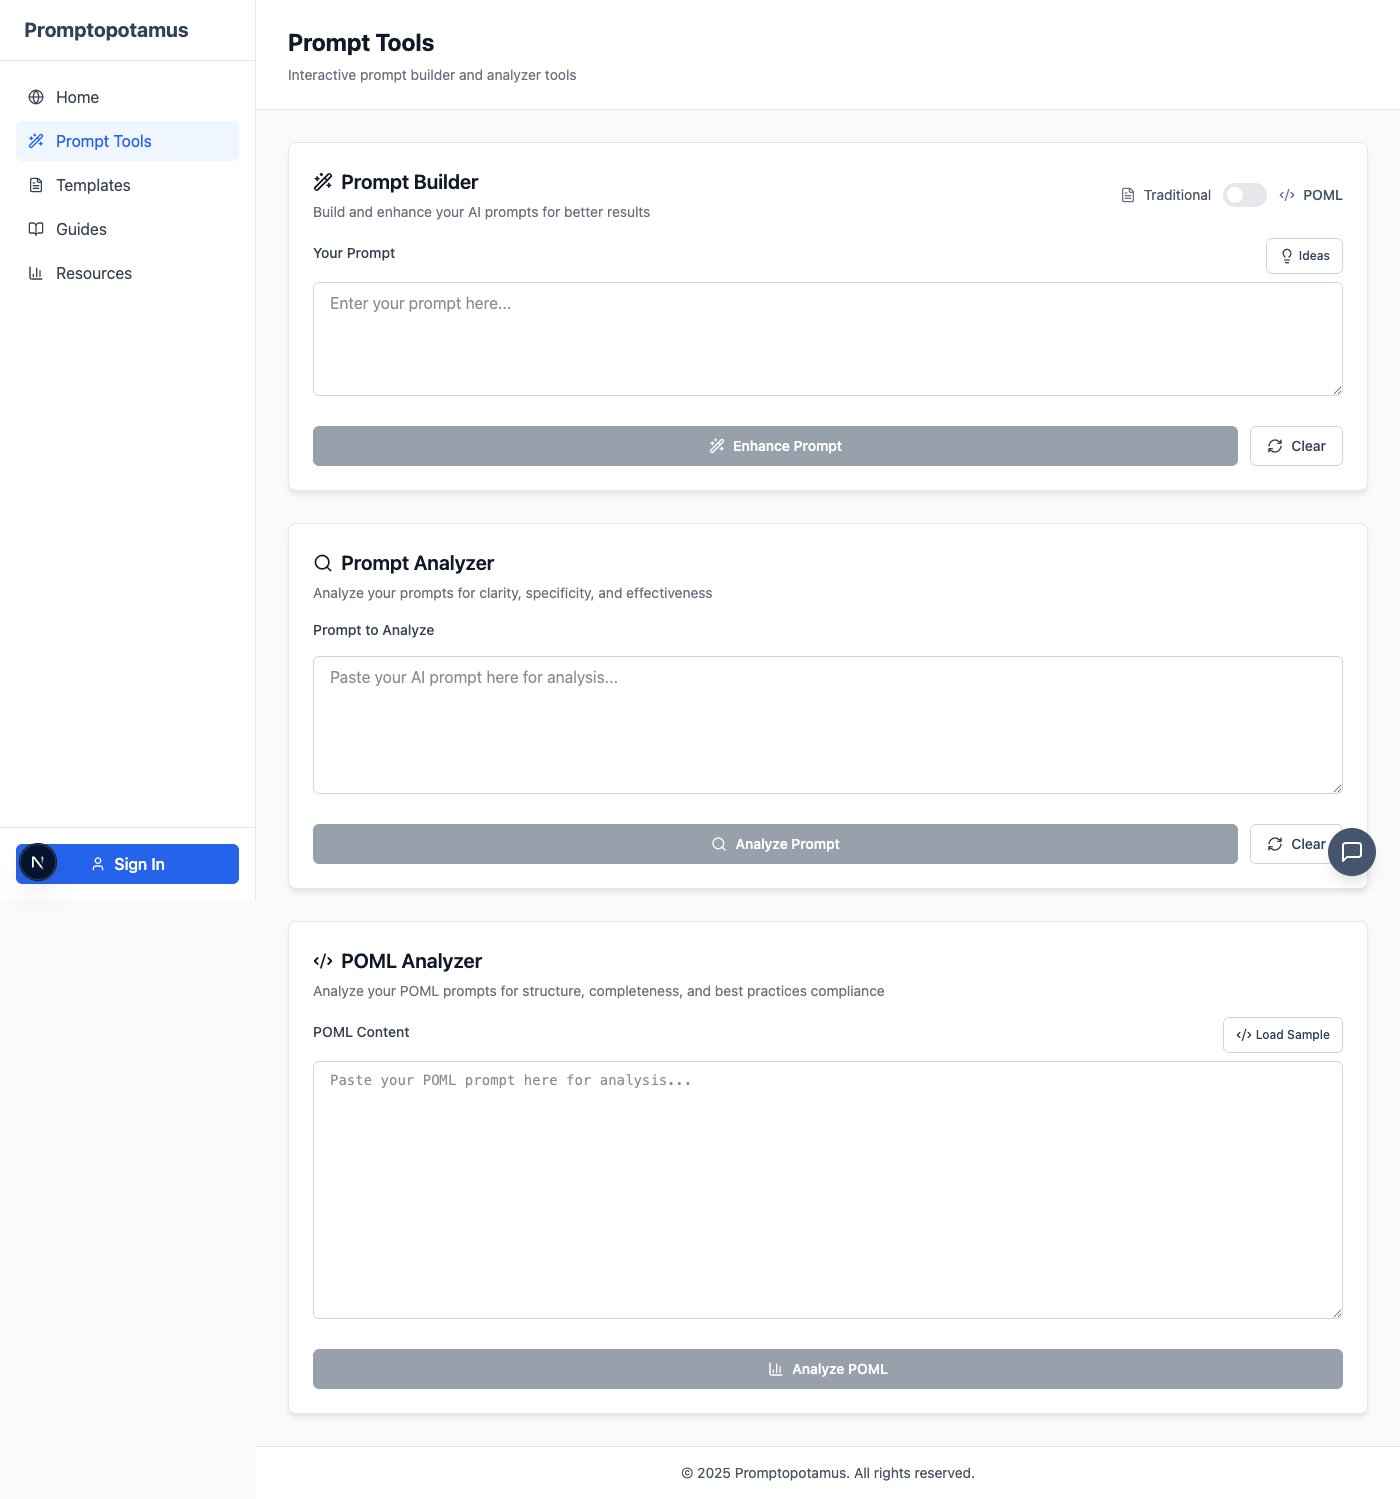 Promptopotamus
Home
Prompt Tools
Templates
Guides
Resources
N
Sign In
Prompt Tools
Interactive prompt builder and analyzer tools
Prompt Builder
Build and enhance your AI prompts for better results
Traditional
</> POML
Your Prompt
Ideas
Enter your prompt here...
Enhance Prompt
Clear
Prompt Analyzer
Analyze your prompts for clarity, specificity, and effectiveness
Prompt to Analyze
Paste your AI prompt here for analysis...
Analyze Prompt
Clear
</> POML Analyzer
Analyze your POML prompts for structure, completeness, and best practices compliance
POML Content
</> Load Sample
Paste your POML prompt here for analysis...
Analyze POML
© 2025 Promptopotamus. All rights reserved.